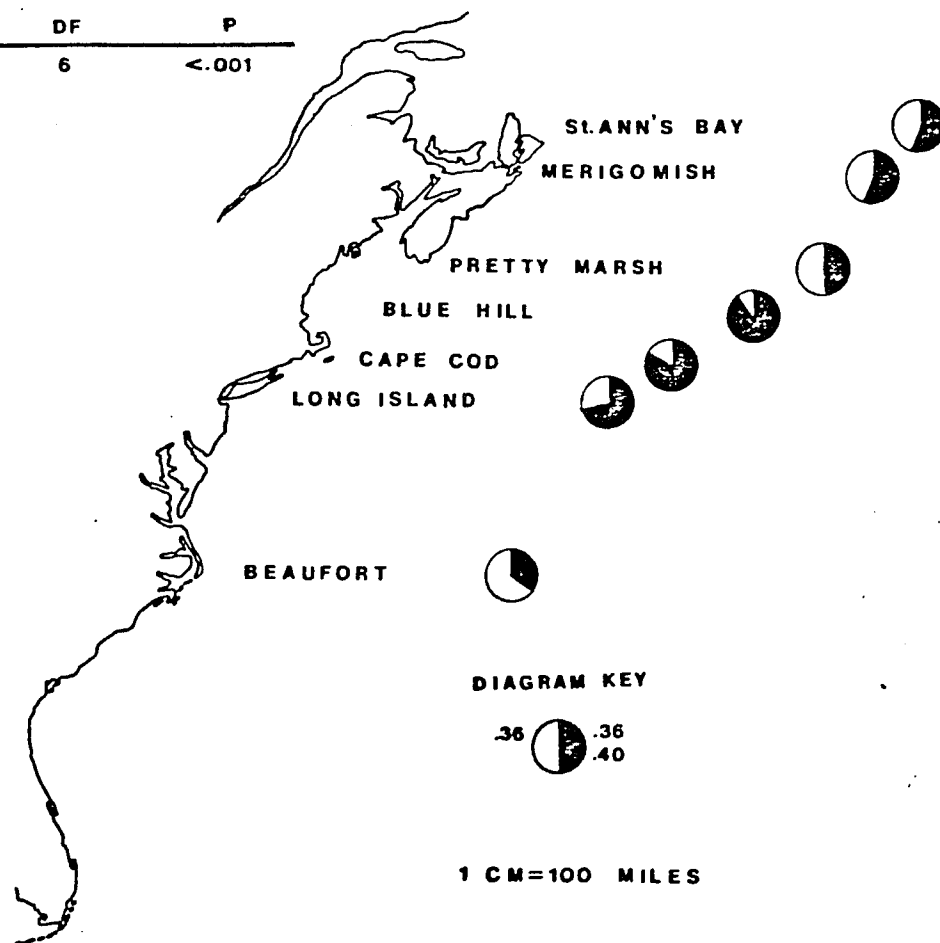 DF P
6 <.001
St.ANN'S BAY
MERIGOMISH
PRETTY MARSH
BLUE HILL
CAPE COD
LONG ISLAND
BEAUFORT
DIAGRAM KEY
.36 .36
.40
1 CM=100 MILES